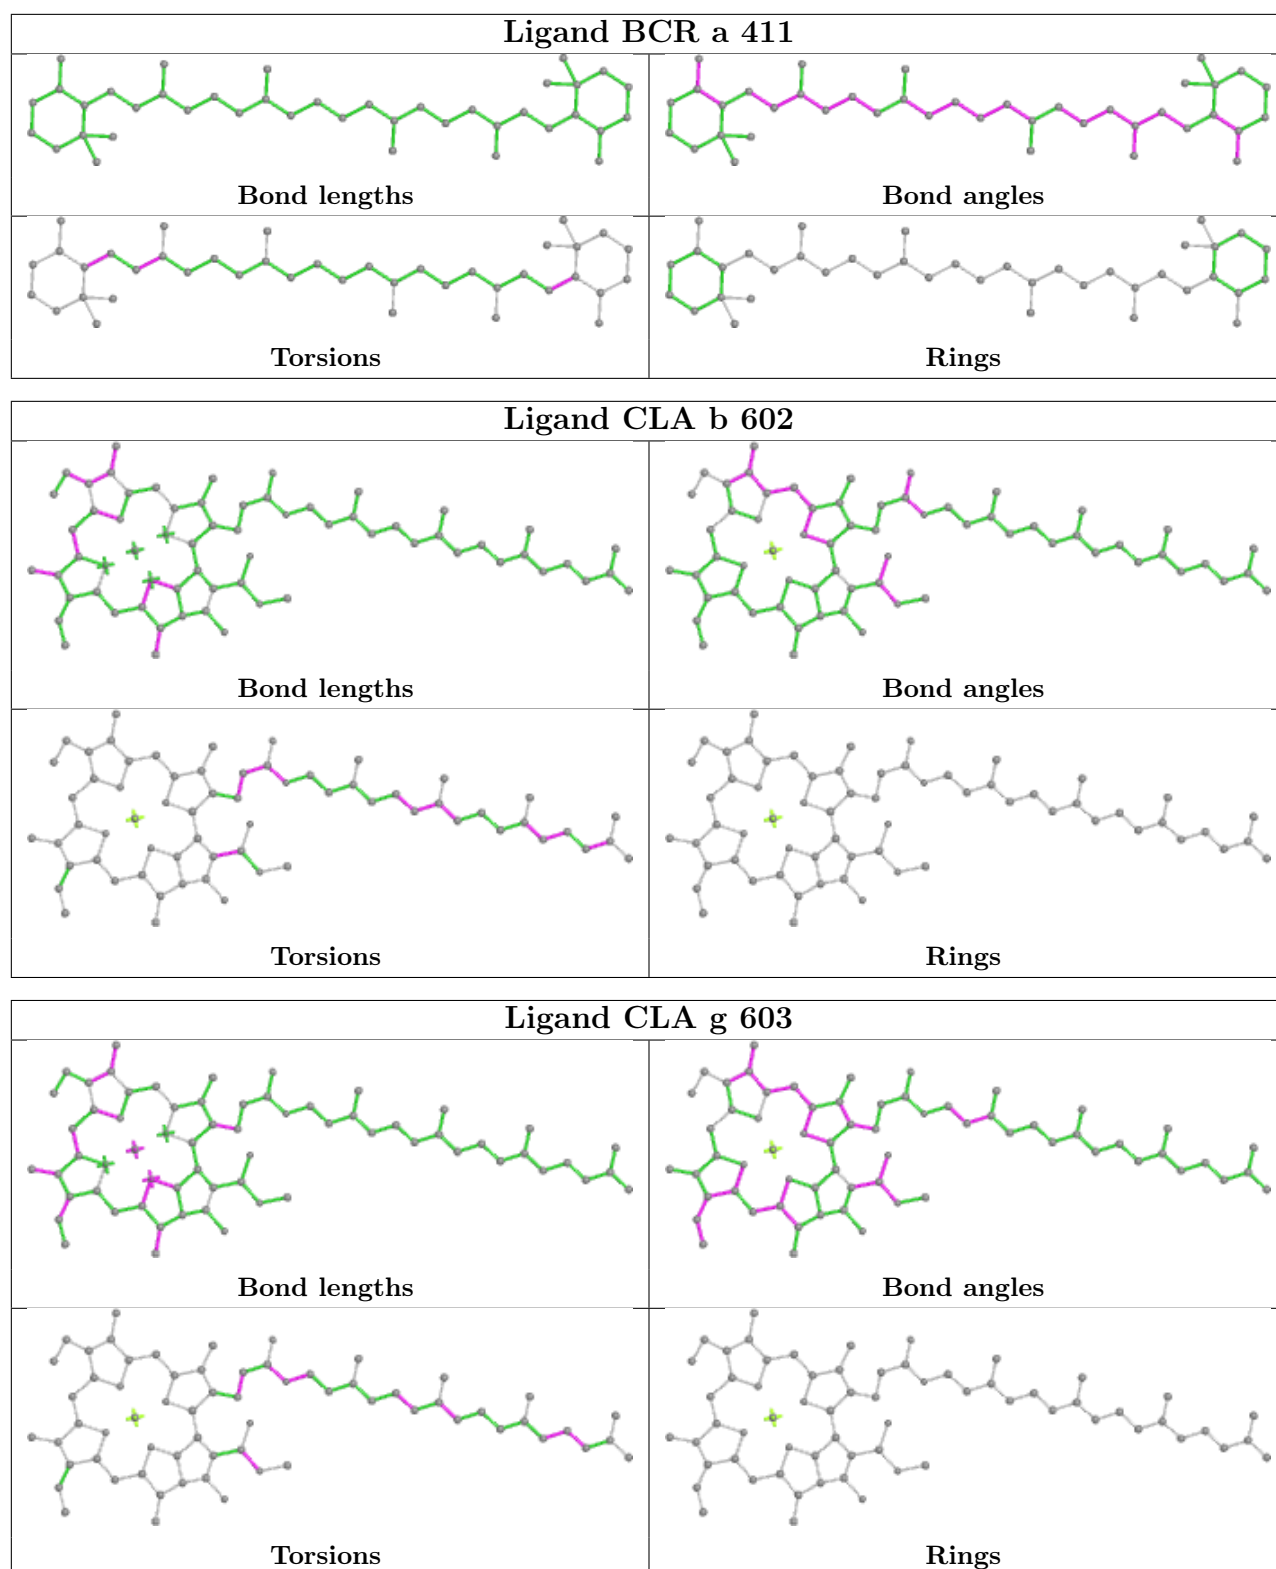 Ligand BCR a 411
Bond lengths
Bond angles
Torsions
Rings
Ligand CLA b 602
Bond lengths
Bond angles
Torsions
Rings
Ligand CLA g 603
Bond lengths
Bond angles
Torsions
Rings